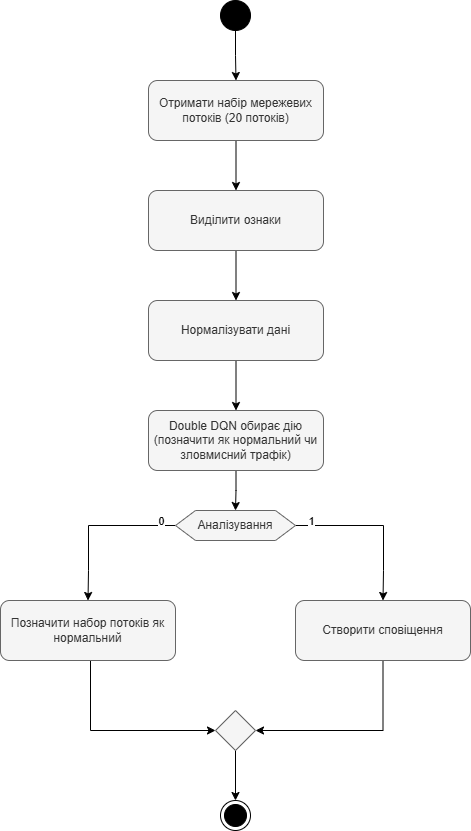 Отримати набір мережевих
потоків (20 потоків)
Виділити ознаки
Нормалізувати дані
Double DQN обирає дію
(позначити як нормальний чи
зловмисний трафік)
0
Аналізування
1
Позначити набор потоків як
нормальний
Створити сповіщення